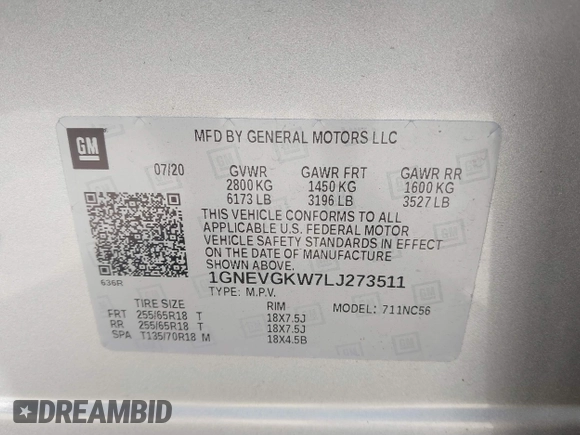 GM
MFD BY GENERAL MOTORS LLC
07/20 GVWR GAWR FRT GAWR RR
2800 KG 1450 KG 1600 KG
6173 LB 3196 LB 3527 LB
THIS VEHICLE CONFORMS TO ALL
APPLICABLE U.S. FEDERAL MOTOR
VEHICLE SAFETY STANDARDS IN EFFECT
ON THE DATE OF MANUFACTURE
SHOWN ABOVE.
636R
1GNEVGKW7LJ273511
TYPE: M.P.V.
TIRE SIZE RIM MODEL: 711NC56
FRT 255/65R18 T 18X7.5J
RR 255/65R18 T 18X7.5J
SPA T135/70R18 M 18X4.5B
DREAMBID